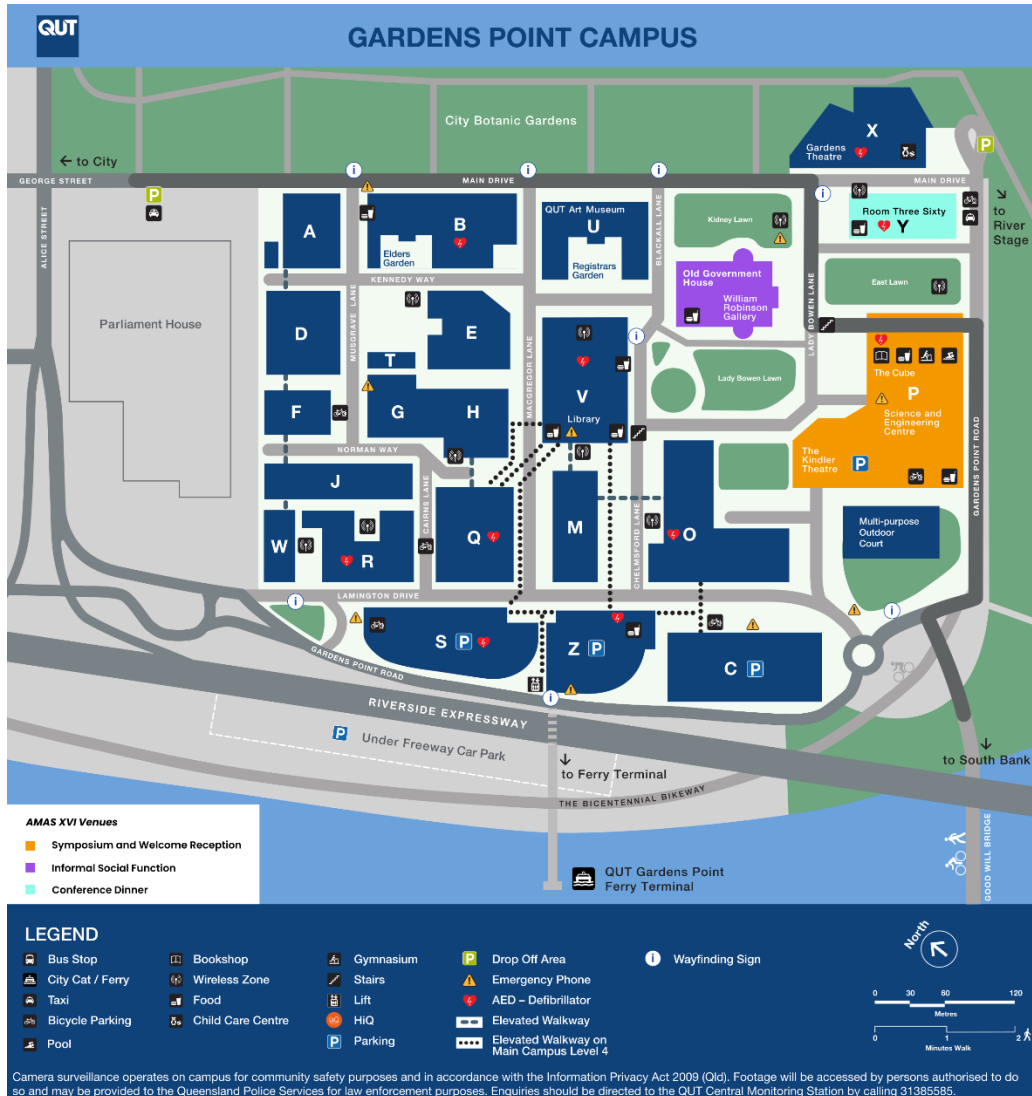 QUT
GARDENS POINT CAMPUS
City Botanic Gardens
X
Gardens
Theatre
← to City
P
P
GEORGE STREET
MAIN DRIVE
MAIN DRIVE
ALICE STREET
A
B
Elders
Garden
QUT Art Museum
U
Registrars
Garden
BLACKALL LANE
Kidney Lawn
Room Three Sixty
Y
to
River
Stage
KENNEDY WAY
Old Government
House
William
Robinson
Gallery
LADY BOWEN LANE
East Lawn
Parliament House
D
MUSGRAVE LANE
E
T
MACGREGOR LANE
V
Library
Lady Bowen Lawn
The Cube
P
Science and
Engineering
Centre
The
Kindler
Theatre
P
GARDENS POINT ROAD
F
G
H
NORMAN WAY
J
CAIRNS LANE
Q
M
CHELMSFORD LANE
O
Multi-purpose
Outdoor
Court
W
R
LAMINGTON DRIVE
S P
Z P
C P
GARDENS POINT ROAD
RIVERSIDE EXPRESSWAY
P
Under Freeway Car Park
to Ferry Terminal
to South Bank
THE BICENTENNIAL BIKEWAY
GOOD WILL BRIDGE
QUT Gardens Point
Ferry Terminal
AMAS XVI Venues
Symposium and Welcome Reception
Informal Social Function
Conference Dinner
LEGEND
Bus Stop
City Cat / Ferry
Taxi
Bicycle Parking
Pool
Bookshop
Wireless Zone
Food
Child Care Centre
Gymnasium
Stairs
Lift
HiQ
P Parking
P Drop Off Area
Emergency Phone
AED – Defibrillator
Elevated Walkway
Elevated Walkway on
Main Campus Level 4
i Wayfinding Sign
North
0 30 60 120
Metres
0 1 2
Minutes Walk
Camera surveillance operates on campus for community safety purposes and in accordance with the Information Privacy Act 2009 (Qld). Footage will be accessed by persons authorised to do
so and may be provided to the Queensland Police Services for law enforcement purposes. Enquiries should be directed to the QUT Central Monitoring Station by calling 31385585.